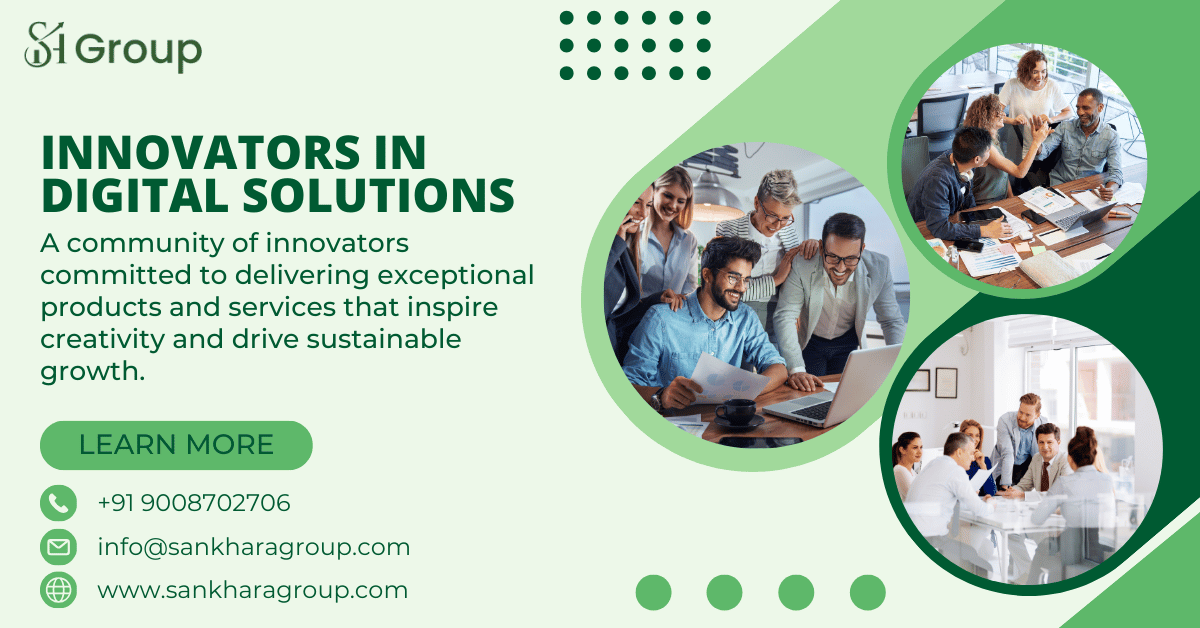 SH Group
INNOVATORS IN
DIGITAL SOLUTIONS
A community of innovators
committed to delivering exceptional
products and services that inspire
creativity and drive sustainable
growth.
LEARN MORE
+91 9008702706
info@sankharagroup.com
www.sankharagroup.com